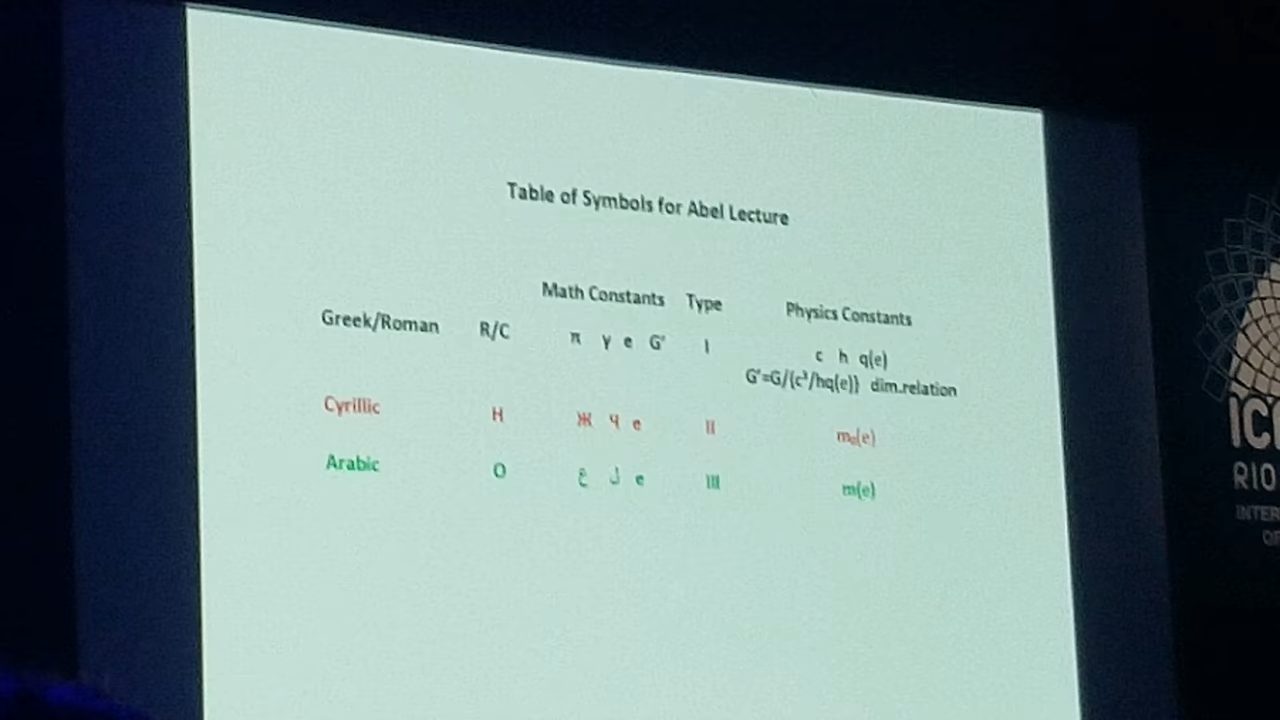 Table of Symbols for Abel Lecture
Math Constants Type Physics Constants
Greek/Roman R/C π γ e G' I c h q(e)
G'=G/{c³/hq(e)} dim.relation
Cyrillic H Ж Ч e II m₀(e)
Arabic O ع ل e III m(e)
RIO